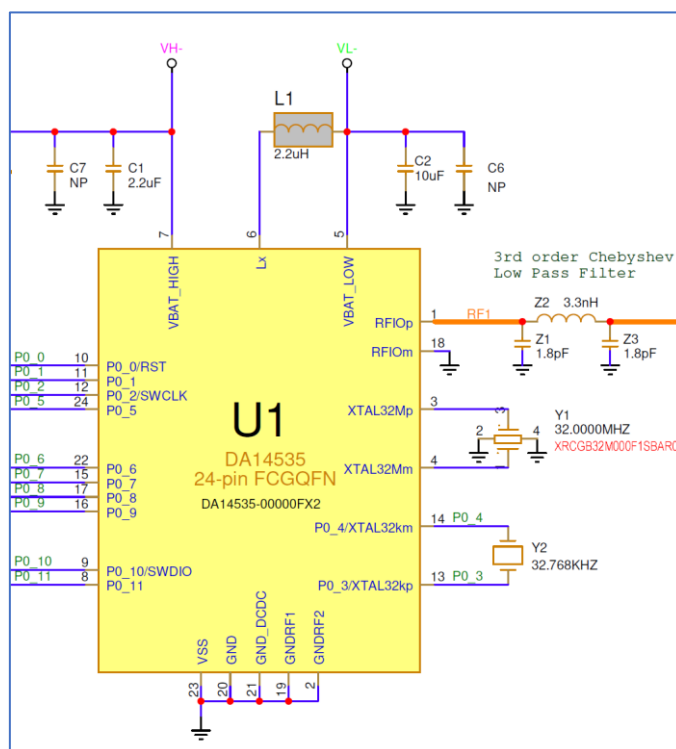 VH-
VL-
L1
2.2uH
C7
NP
C1
2.2uF
C2
10uF
C6
NP
7
6
5
VBAT_HIGH
Lx
VBAT_LOW
3rd order Chebyshev
Low Pass Filter
Z2 3.3nH
RFIOp
1
RF1
Z1
1.8pF
Z3
1.8pF
RFIOm
18
P0_0
10
P0_0/RST
P0_1
11
P0_1
P0_2
12
P0_2/SWCLK
P0_5
24
P0_5
U1
DA14535
24-pin FCGQFN
DA14535-00000FX2
XTAL32Mp
3
XTAL32Mm
4
3
2
4
1
Y1
32.0000MHZ
XRCGB32M000F1SBAR0
P0_6
22
P0_6
P0_7
15
P0_7
P0_8
17
P0_8
P0_9
16
P0_9
P0_4/XTAL32km
14
P0_4
P0_3/XTAL32kp
13
P0_3
Y2
32.768KHZ
P0_10
9
P0_10/SWDIO
P0_11
8
P0_11
VSS
GND
GND_DCDC
GNDRF1
GNDRF2
23
20
21
19
2